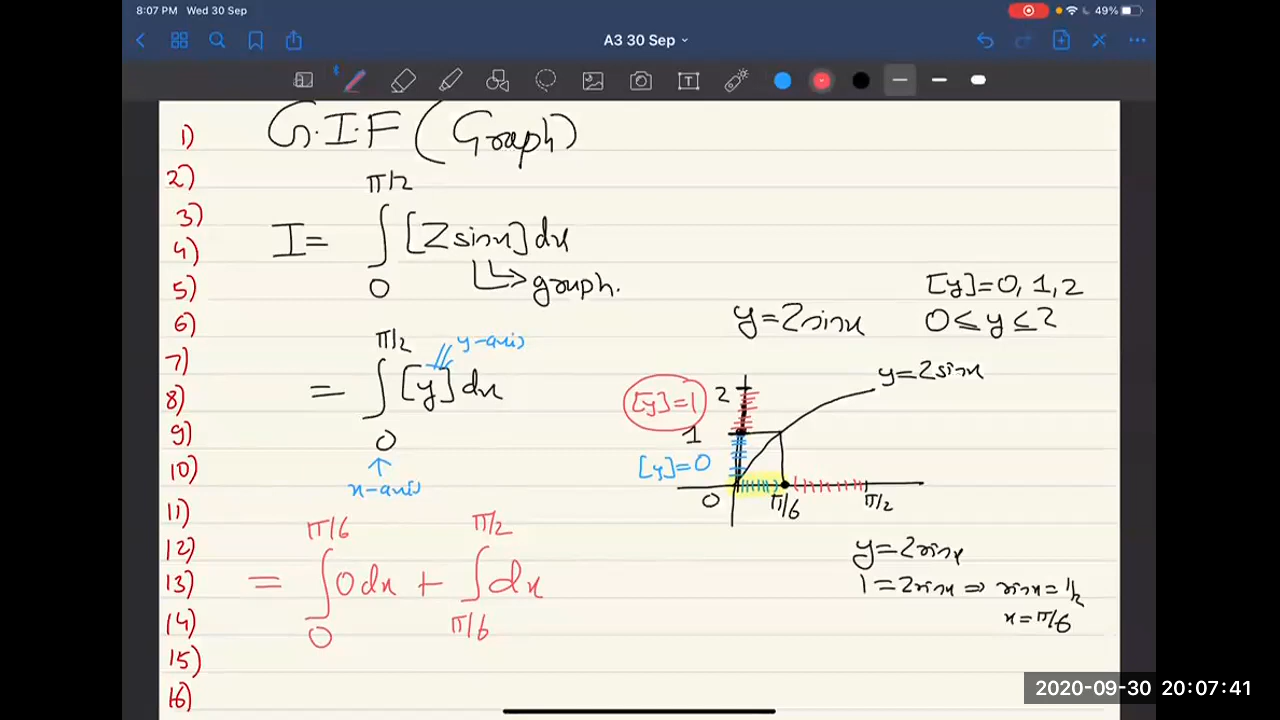 8:07 PM Wed 30 Sep
49%
A3 30 Sep
1)
2)
3)
4)
5)
6)
7)
8)
9)
10)
11)
12)
13)
14)
15)
16)
G.I.F (Graph)
I = ∫₀^(π/2) [2sinx] dx
graph.
= ∫₀^(π/2) [y] dx
y-axis
x-axis
= ∫₀^(π/6) 0 dx + ∫_(π/6)^(π/2) dx
[y]=0, 1, 2
y=2sinx 0 ≤ y ≤ 2
y=2sinx
[y]=1 2
1
[y]=0
0 π/6 π/2
y=2sinx
1=2sinx ⇒ sinx=1/2
x=π/6
2020-09-30 20:07:41